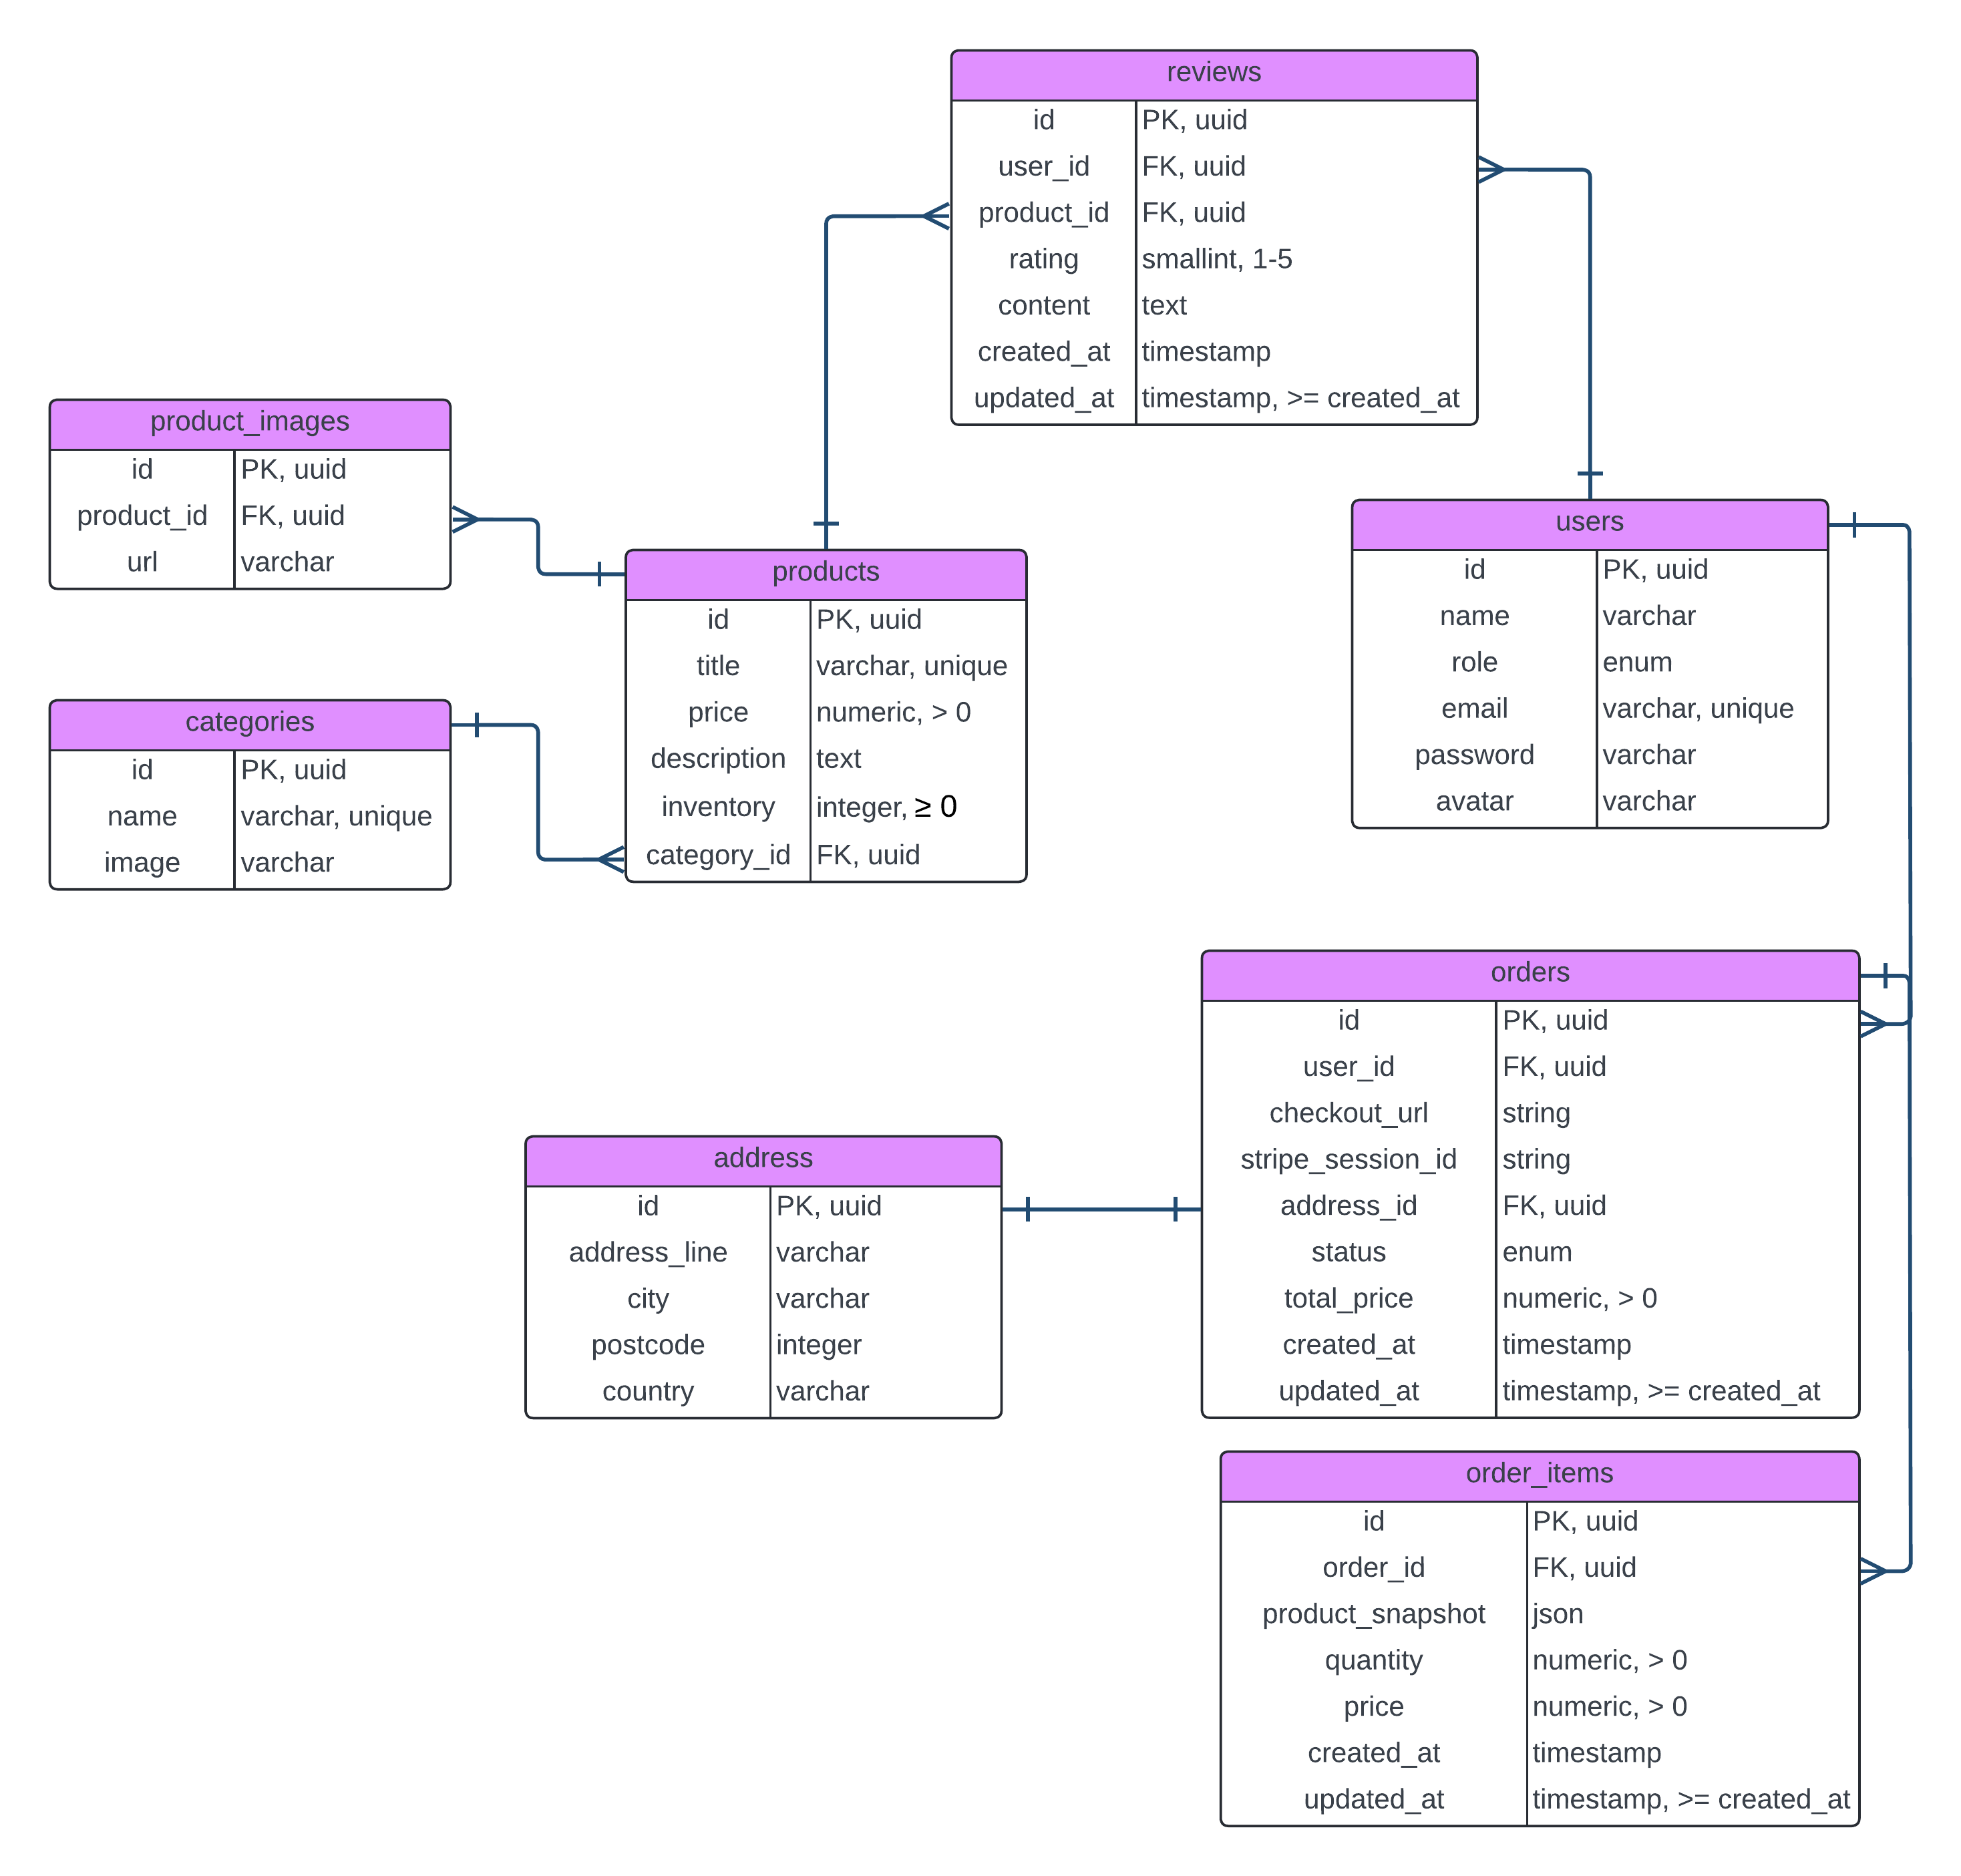 reviews
id PK, uuid
user_id FK, uuid
product_id FK, uuid
rating smallint, 1-5
content text
created_at timestamp
updated_at timestamp, >= created_at
product_images
id PK, uuid
product_id FK, uuid
url varchar
users
id PK, uuid
name varchar
role enum
email varchar, unique
password varchar
avatar varchar
products
id PK, uuid
title varchar, unique
price numeric, > 0
description text
inventory integer, ≥ 0
category_id FK, uuid
categories
id PK, uuid
name varchar, unique
image varchar
orders
id PK, uuid
user_id FK, uuid
checkout_url string
stripe_session_id string
address_id FK, uuid
status enum
total_price numeric, > 0
created_at timestamp
updated_at timestamp, >= created_at
address
id PK, uuid
address_line varchar
city varchar
postcode integer
country varchar
order_items
id PK, uuid
order_id FK, uuid
product_snapshot json
quantity numeric, > 0
price numeric, > 0
created_at timestamp
updated_at timestamp, >= created_at